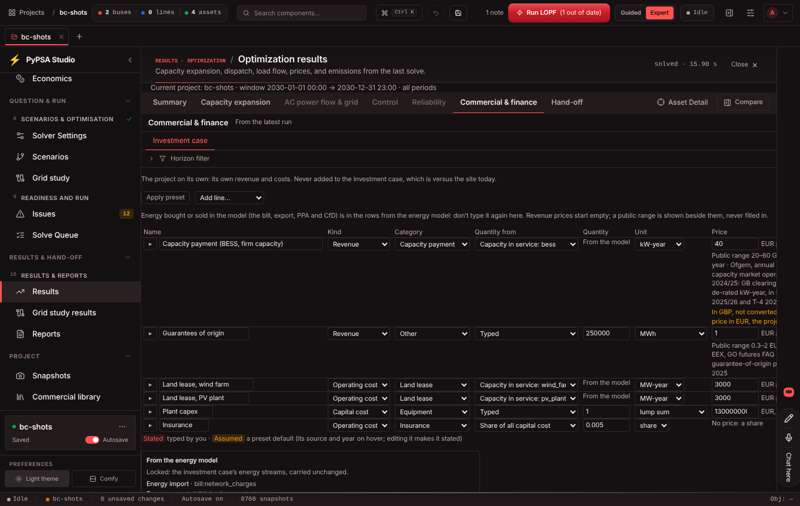 Projects / bc-shots 2 buses 0 lines 4 assets Search components... Ctrl K 1 note Run LOPF (1 out of date) Guided Expert Idle A
bc-shots
PyPSA Studio
Economics
QUESTION & RUN
SCENARIOS & OPTIMISATION
Solver Settings
Scenarios
Grid study
READINESS AND RUN
Issues 12
Solve Queue
RESULTS & HAND-OFF
10 RESULTS & REPORTS
Results
Grid study results
Reports
PROJECT
Snapshots
Commercial library
bc-shots
Saved Autosave
PREFERENCES
Light theme Comfy
RESULTS · OPTIMIZATION / Optimization results
solved · 15.90 s Close
Capacity expansion, dispatch, load flow, prices, and emissions from the last solve.
Current project: bc-shots · window 2030-01-01 00:00 → 2030-12-31 23:00 · all periods
Summary Capacity expansion AC power flow & grid Control Reliability Commercial & finance Hand-off Asset Detail Compare
Commercial & finance From the latest run
Investment case
Horizon filter
The project on its own: its own revenue and costs. Never added to the investment case, which is versus the site today.
Apply preset Add line...
Energy bought or sold in the model (the bill, export, PPA and CfD) is in the rows from the energy model: don't type it again here. Revenue prices start empty; a public range is shown beside them, never filled in.
Name Kind Category Quantity from Quantity Unit Price
Capacity payment (BESS, firm capacity) Revenue Capacity payment Capacity in service: bess From the model kW-year 40 EUR
Public range 20–60 G
year · Ofgem, annual
capacity market oper
2024/25: GB clearing
de-rated kW-year, in
2025/26 and T-4 202
In GBP, not converted
price in EUR, the proj
Guarantees of origin Revenue Other Typed 250000 MWh 1 EUR
Public range 0.3–2 EU
EEX, GO futures FAQ
guarantee-of-origin p
2025
Land lease, wind farm Operating cost Land lease Capacity in service: wind_far From the model MW-year 3000 EUR
Land lease, PV plant Operating cost Land lease Capacity in service: pv_plant From the model MW-year 3000 EUR
Plant capex Capital cost Equipment Typed 1 lump sum 130000000 EUR
Insurance Operating cost Insurance Share of all capital cost 0.005 share No price: a share
Stated typed by you · Assumed a preset default (its source and year on hover; editing it makes it stated)
From the energy model
Locked: the investment case's energy streams, carried unchanged.
Energy import · bill:network_charges
Chat here
Idle bc-shots 0 unsaved changes Autosave on 8760 snapshots Obj: —